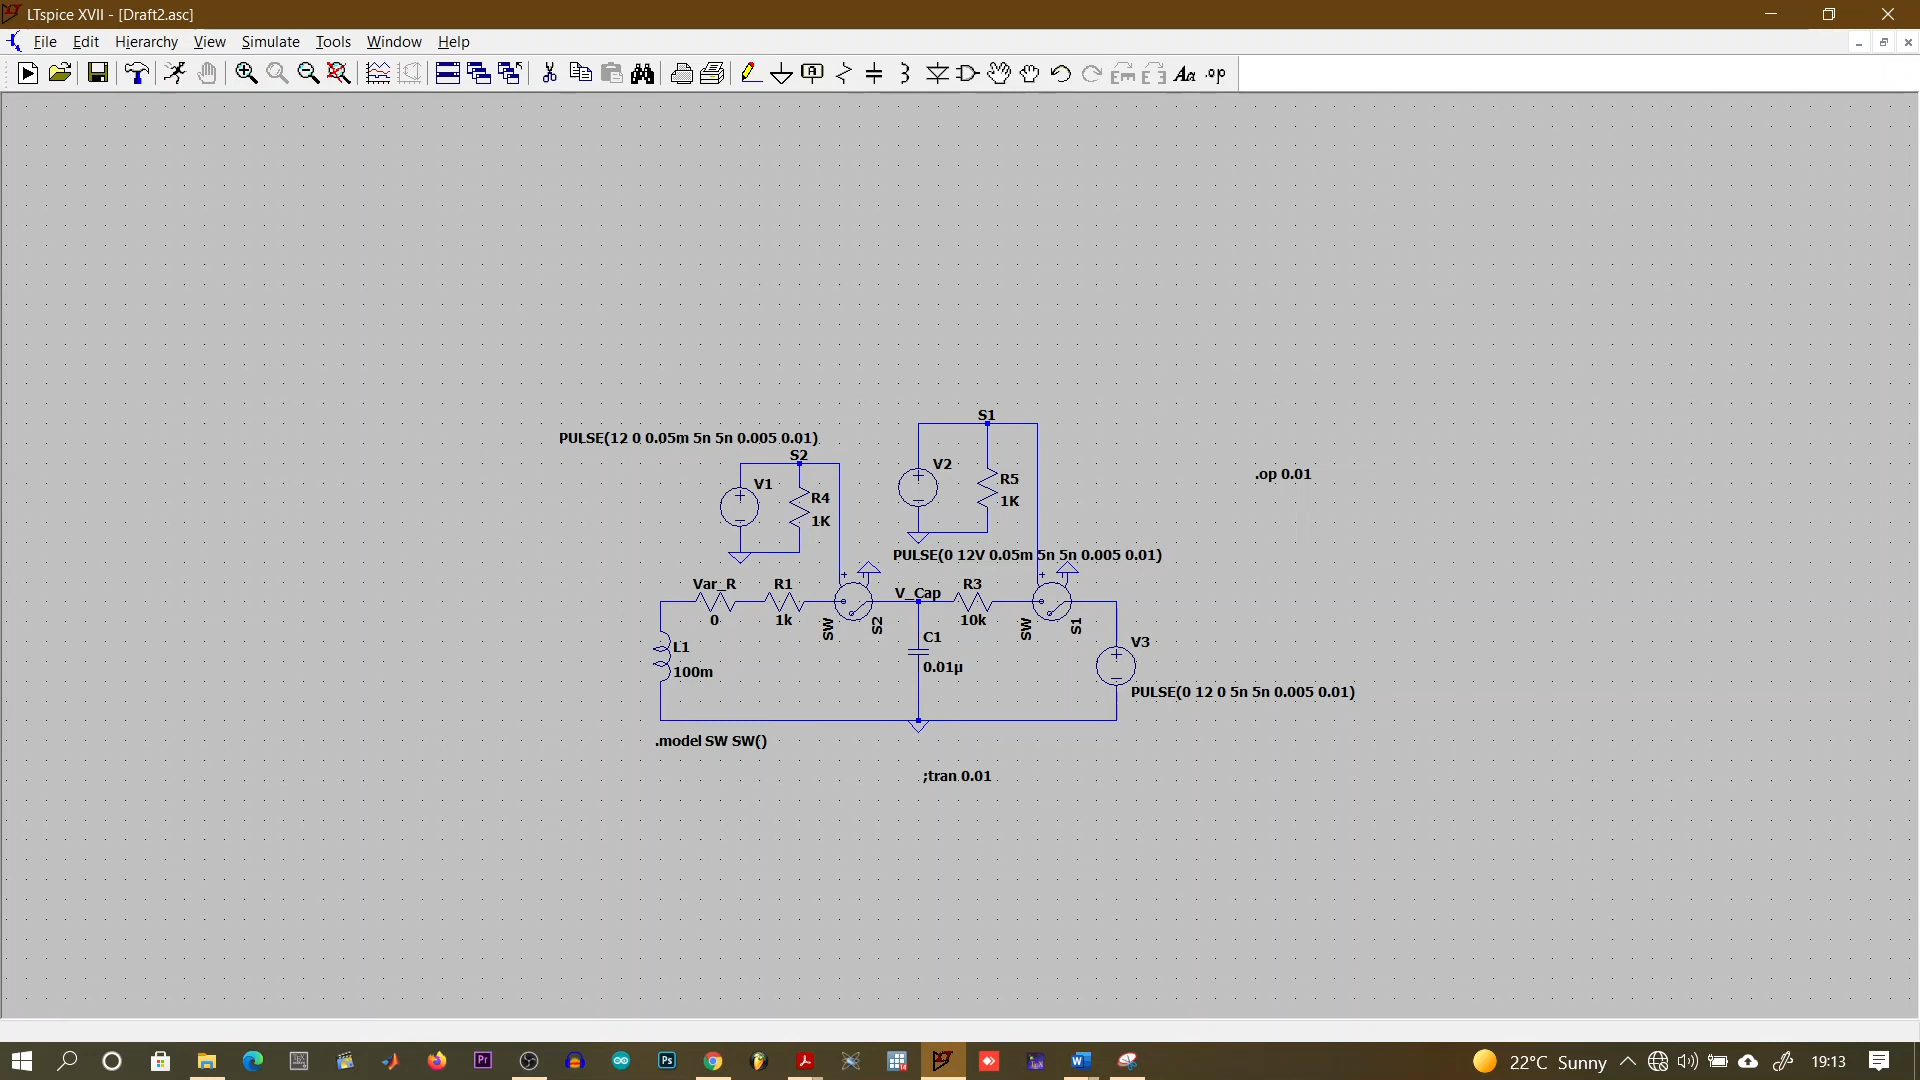 LTspice XVII - [Draft2.asc]
File Edit Hierarchy View Simulate Tools Window Help
A
Aa .op
S1
PULSE(12 0 0.05m 5n 5n 0.005 0.01)
S2
V2
.op 0.01
V1
R5
R4
1K
1K
PULSE(0 12V 0.05m 5n 5n 0.005 0.01)
Var_R
R1
V_Cap
R3
0
1k
SW
S2
10k
SW
S1
C1
V3
L1
0.01µ
100m
PULSE(0 12 0 5n 5n 0.005 0.01)
.model SW SW()
;tran 0.01
Pr
Ps
W
22°C Sunny
19:13